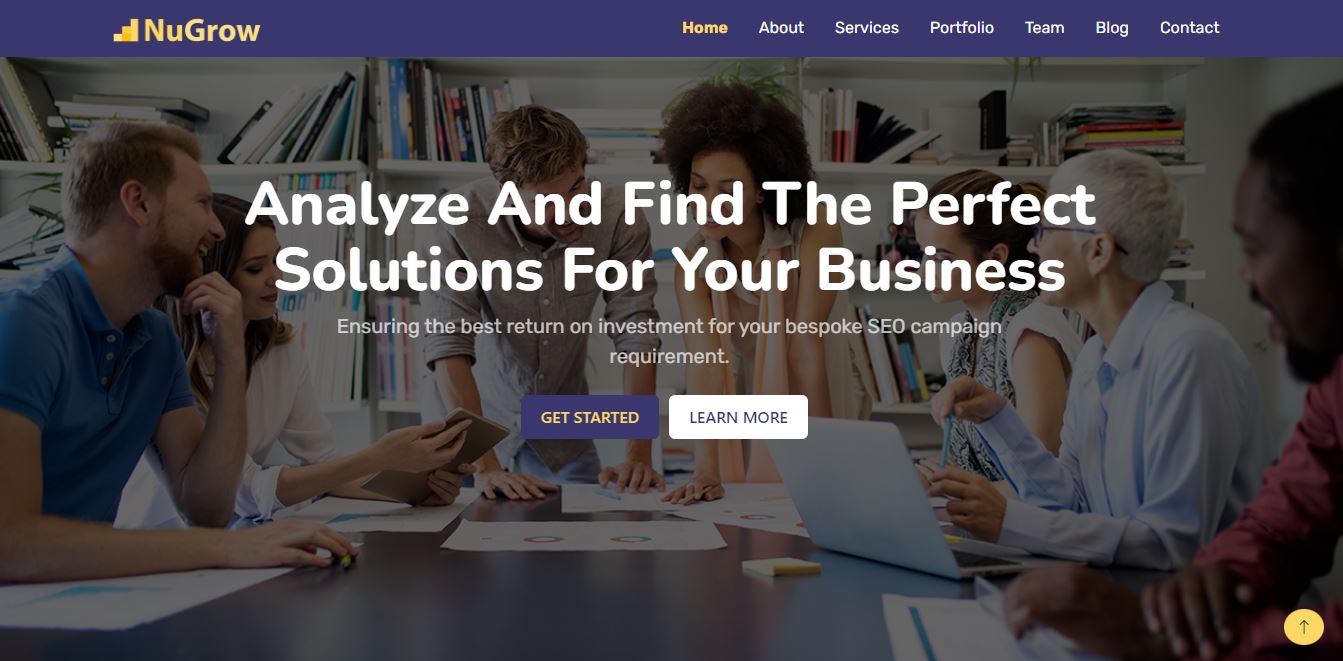 NuGrow
Home About Services Portfolio Team Blog Contact
Analyze And Find The Perfect
Solutions For Your Business
Ensuring the best return on investment for your bespoke SEO campaign
requirement.
GET STARTED LEARN MORE